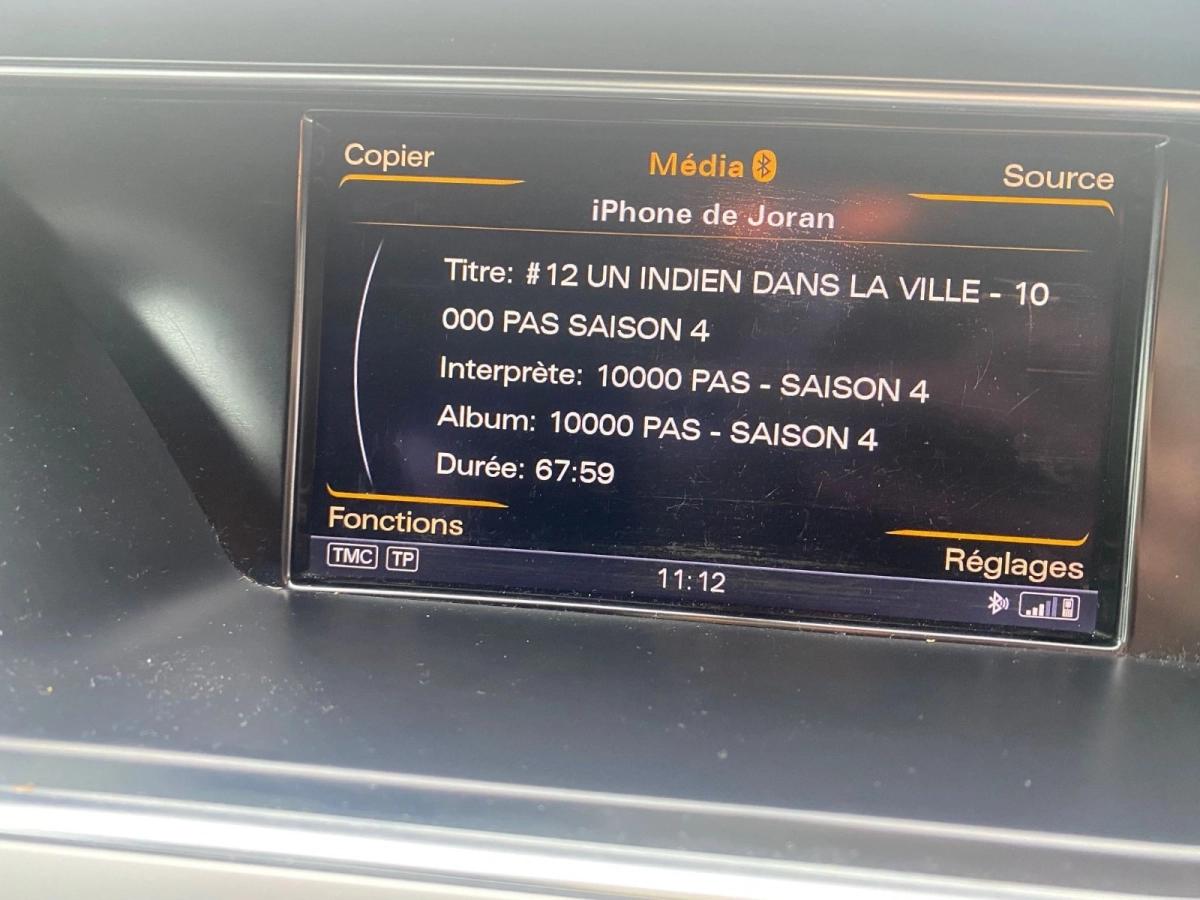 Copier
Média
Source
iPhone de Joran
Titre: #12 UN INDIEN DANS LA VILLE - 10
000 PAS SAISON 4
Interprète: 10000 PAS - SAISON 4
Album: 10000 PAS - SAISON 4
Durée: 67:59
Fonctions
Réglages
TMC TP
11:12